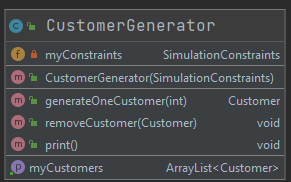 C CustomerGenerator
f myConstraints SimulationConstraints
m CustomerGenerator(SimulationConstraints)
m generateOneCustomer(int) Customer
m removeCustomer(Customer) void
m print() void
p myCustomers ArrayList<Customer>